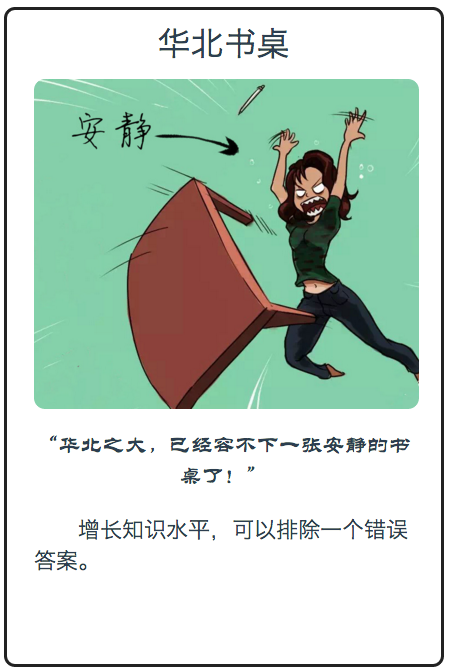 华北书桌
安静
“华北之大，已经容不下一张安静的书
桌了！”
增长知识水平，可以排除一个错误
答案。